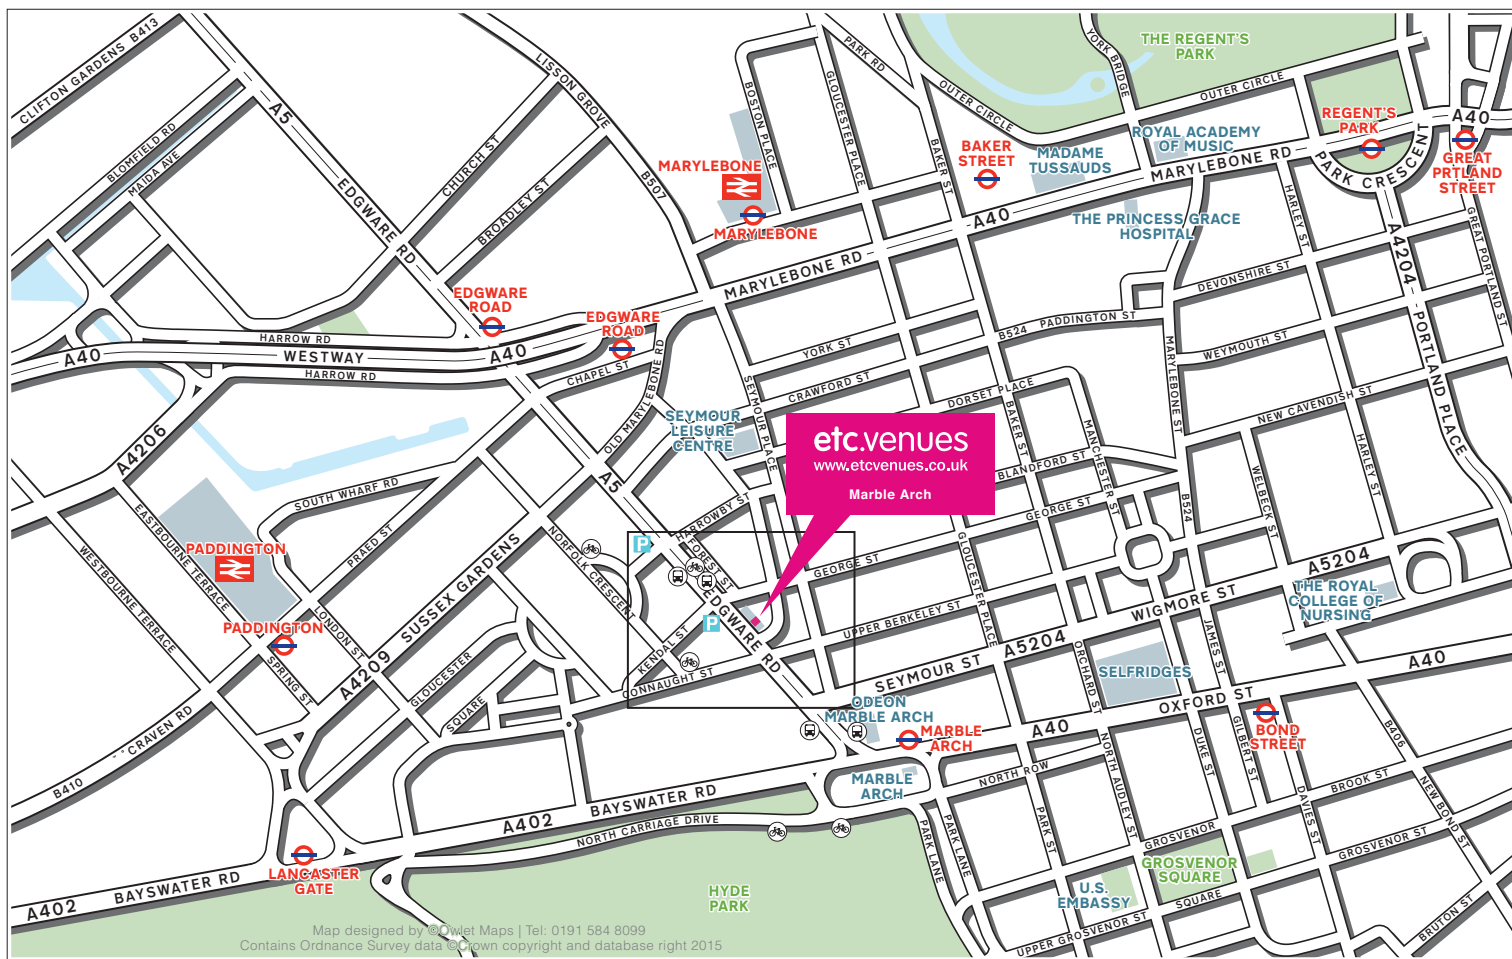 CLIFTON GARDENS B413
BLOMFIELD RD
MAIDA AVE
A5
EDGWARE RD
CHURCH ST
BROADLEY ST
LISSON GROVE
B507
MARYLEBONE
MARYLEBONE
BOSTON PLACE
GLOUCESTER PLACE
PARK RD
BAKER ST
OUTER CIRCLE
YORK BRIDGE
THE REGENT'S
PARK
OUTER CIRCLE
REGENT'S
PARK
A40
BAKER
STREET
MADAME
TUSSAUDS
ROYAL ACADEMY
OF MUSIC
MARYLEBONE RD
PARK CRESCENT
GREAT
PRTLAND
STREET
GREAT PORTLAND ST
A40
THE PRINCESS GRACE
HOSPITAL
HARLEY ST
A4204
PORTLAND PLACE
DEVONSHIRE ST
MARYLEBONE RD
EDGWARE
ROAD
EDGWARE
ROAD
HARROW RD
A40
WESTWAY
A40
HARROW RD
CHAPEL ST
OLD MARYLEBONE RD
YORK ST
CRAWFORD ST
SEYMOUR PLACE
B524
PADDINGTON ST
MARYLEBONE ST
WEYMOUTH ST
NEW CAVENDISH ST
DORSET PLACE
BAKER ST
MANCHESTER ST
HARLEY ST
WELBECK ST
B524
A4206
SEYMOUR
LEISURE
CENTRE
etc.venues
www.etcvenues.co.uk
Marble Arch
BLANDFORD ST
GEORGE ST
A5
SOUTH WHARF RD
PRAED ST
EASTBOURNE TERRACE
WESTBOURNE TERRACE
PADDINGTON
PADDINGTON
LONDON ST
SPRING ST
SUSSEX GARDENS
A4209
NORFOLK CRESCENT
HARROWBY ST
FOREST ST
P
P
EDGWARE RD
KENDAL ST
CONNAUGHT ST
GEORGE ST
UPPER BERKELEY ST
GLOUCESTER PLACE
SEYMOUR ST
A5204
WIGMORE ST
A5204
THE ROYAL
COLLEGE OF
NURSING
JAMES ST
ORCHARD ST
SELFRIDGES
GLOUCESTER
SQUARE
CRAVEN RD
B410
ODEON
MARBLE ARCH
MARBLE
ARCH
MARBLE
ARCH
A40
OXFORD ST
A40
BOND
STREET
DUKE ST
GILBERT ST
NORTH AUDLEY ST
NORTH ROW
PARK ST
PARK LANE
PARK LANE
DAVIES ST
BROOK ST
B406
NEW BOND ST
GROSVENOR
GROSVENOR ST
GROSVENOR
SQUARE
SQUARE
U.S.
EMBASSY
UPPER GROSVENOR ST
BRUTON ST
BAYSWATER RD
A402
NORTH CARRIAGE DRIVE
LANCASTER
GATE
BAYSWATER RD
A402
HYDE
PARK
Map designed by ©Owlet Maps | Tel: 0191 584 8099
Contains Ordnance Survey data ©Crown copyright and database right 2015